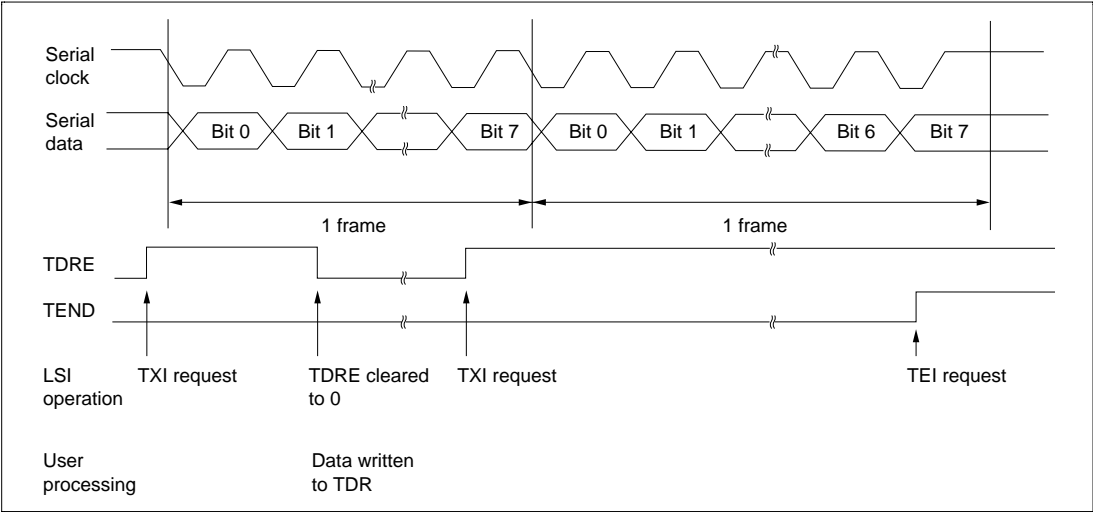 Serial
clock
Serial
data
Bit 0
Bit 1
Bit 7
Bit 0
Bit 1
Bit 6
Bit 7
1 frame
1 frame
TDRE
TEND
LSI
operation
TXI request
TDRE cleared
to 0
TXI request
TEI request
User
processing
Data written
to TDR